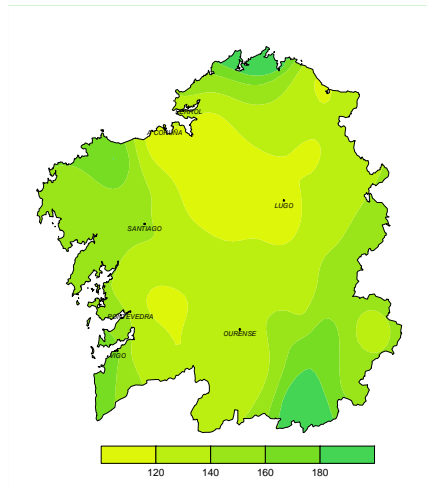 FERROL
A CORUÑA
LUGO
SANTIAGO
PONTEVEDRA
OURENSE
VIGO
120 140 160 180